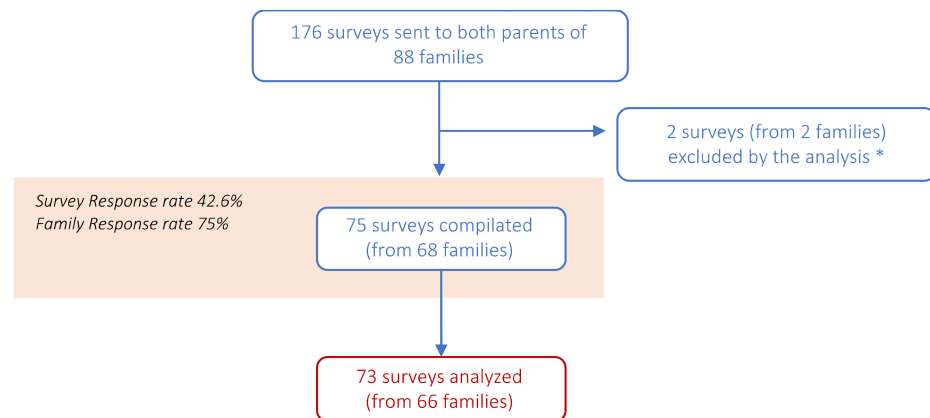 176 surveys sent to both parents of
88 families
2 surveys (from 2 families)
excluded by the analysis *
Survey Response rate 42.6%
Family Response rate 75%
75 surveys compilated
(from 68 families)
73 surveys analyzed
(from 66 families)